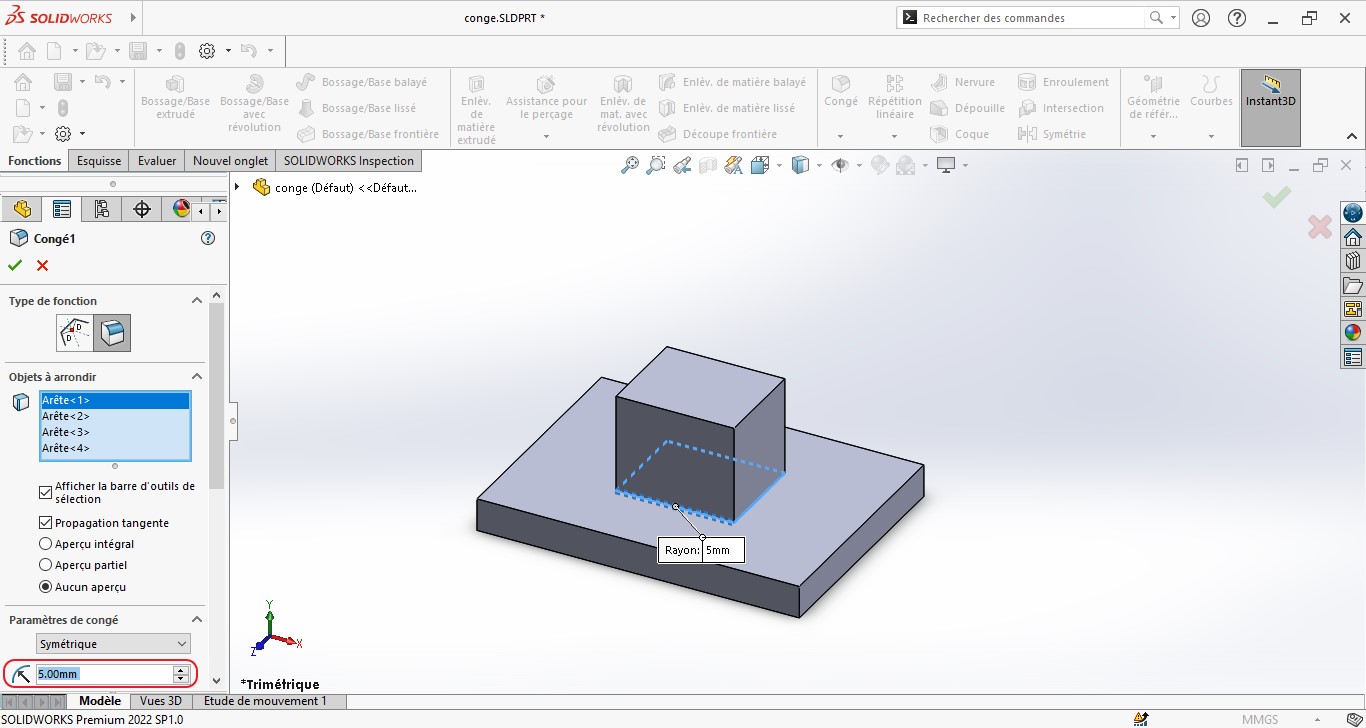 SOLIDWORKS
conge.SLDPRT *
Rechercher des commandes
Bossage/Base extrudé
Bossage/Base avec révolution
Bossage/Base balayé
Bossage/Base lissé
Bossage/Base frontière
Enlèv. de matière extrudé
Assistance pour le perçage
Enlèv. de mat. avec révolution
Enlèv. de matière balayé
Enlèv. de matière lissé
Découpe frontière
Congé
Répétition linéaire
Nervure
Dépouille
Coque
Enroulement
Intersection
Symétrie
Géométrie de référ...
Courbes
Instant3D
Fonctions
Esquisse
Evaluer
Nouvel onglet
SOLIDWORKS Inspection
conge (Défaut) <<Défaut...
Congé1
Type de fonction
D
D
Objets à arrondir
Arête<1>
Arête<2>
Arête<3>
Arête<4>
Afficher la barre d'outils de
sélection
Propagation tangente
Aperçu intégral
Aperçu partiel
Aucun aperçu
Paramètres de congé
Symétrique
5.00mm
Rayon: 5mm
Y
X
Z
*Trimétrique
Modèle
Vues 3D
Etude de mouvement 1
SOLIDWORKS Premium 2022 SP1.0
MMGS